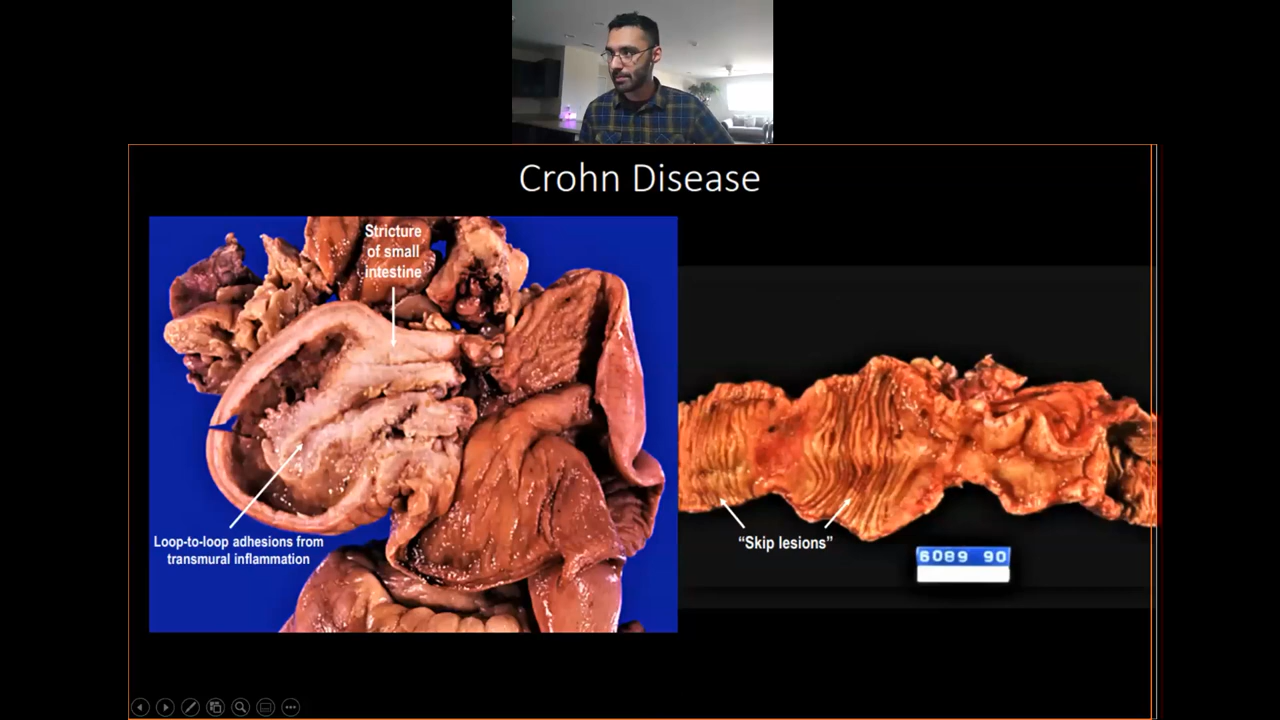 Crohn Disease
Stricture
of small
intestine
Loop-to-loop adhesions from
transmural inflammation
“Skip lesions”
6089 90